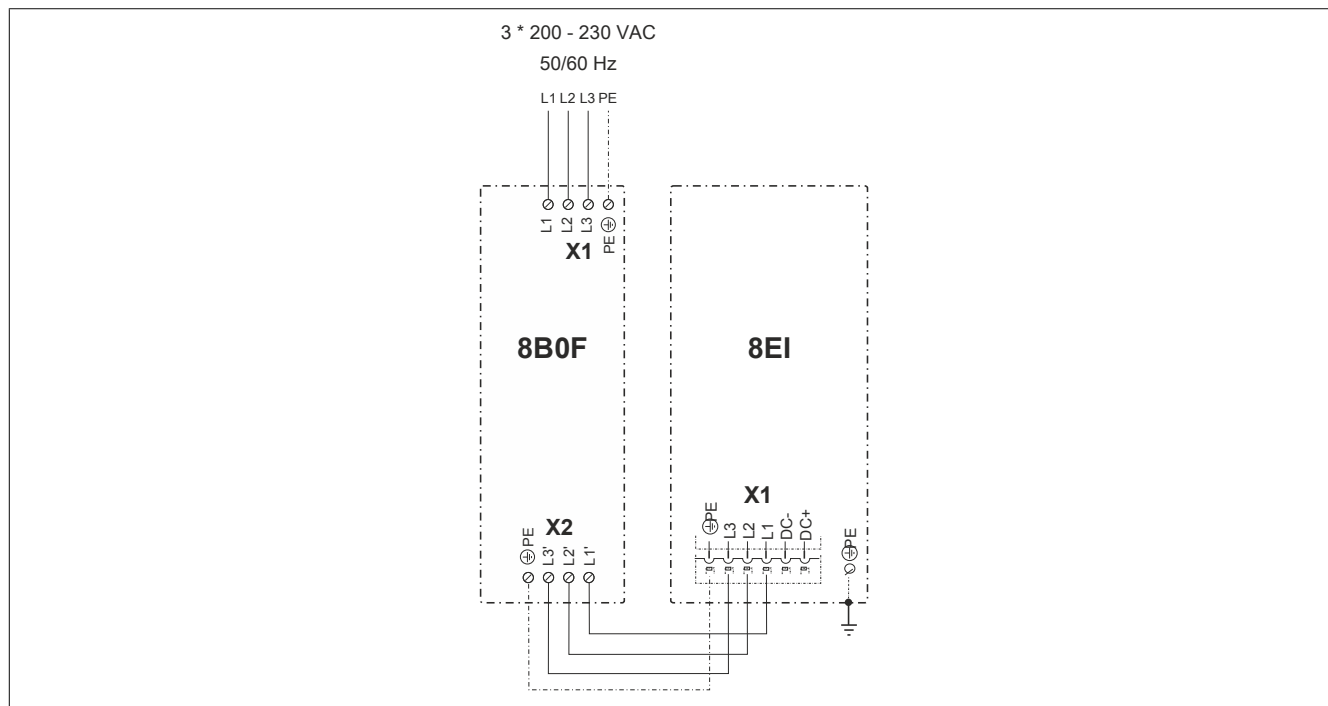 3 * 200 - 230 VAC
50/60 Hz
L1 L2 L3 PE
L1
L2
L3
PE
X1
8B0F
8EI
X2
PE
L3'
L2'
L1'
X1
PE
L3
L2
L1
DC-
DC+
PE